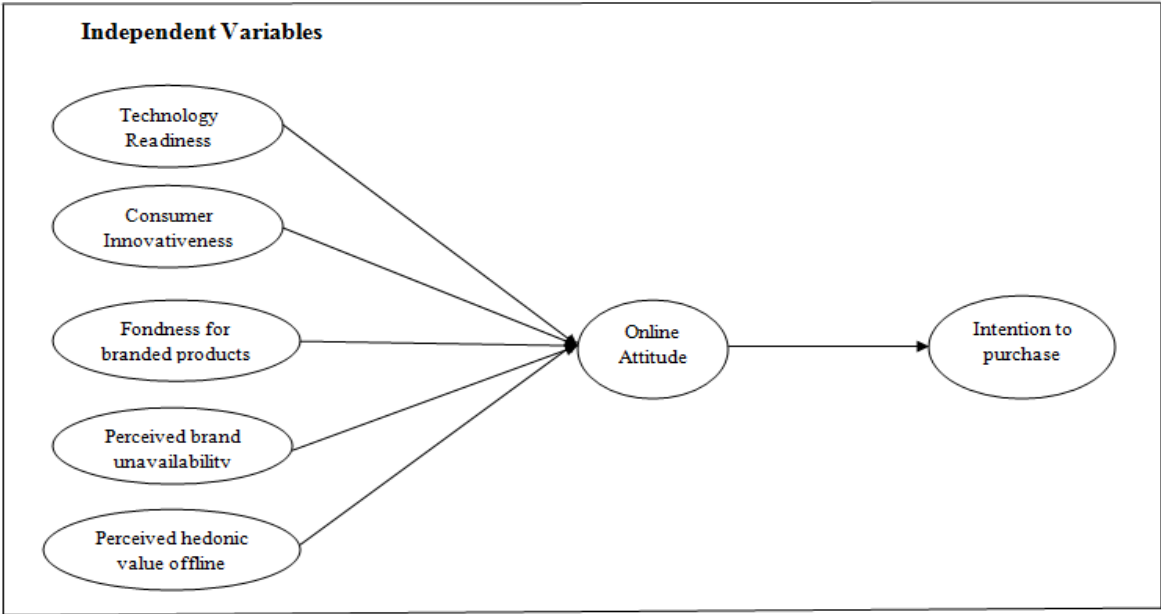 Independent Variables
Technology
Readiness
Consumer
Innovativeness
Fondness for
branded products
Perceived brand
unavailability
Perceived hedonic
value offline
Online
Attitude
Intention to
purchase